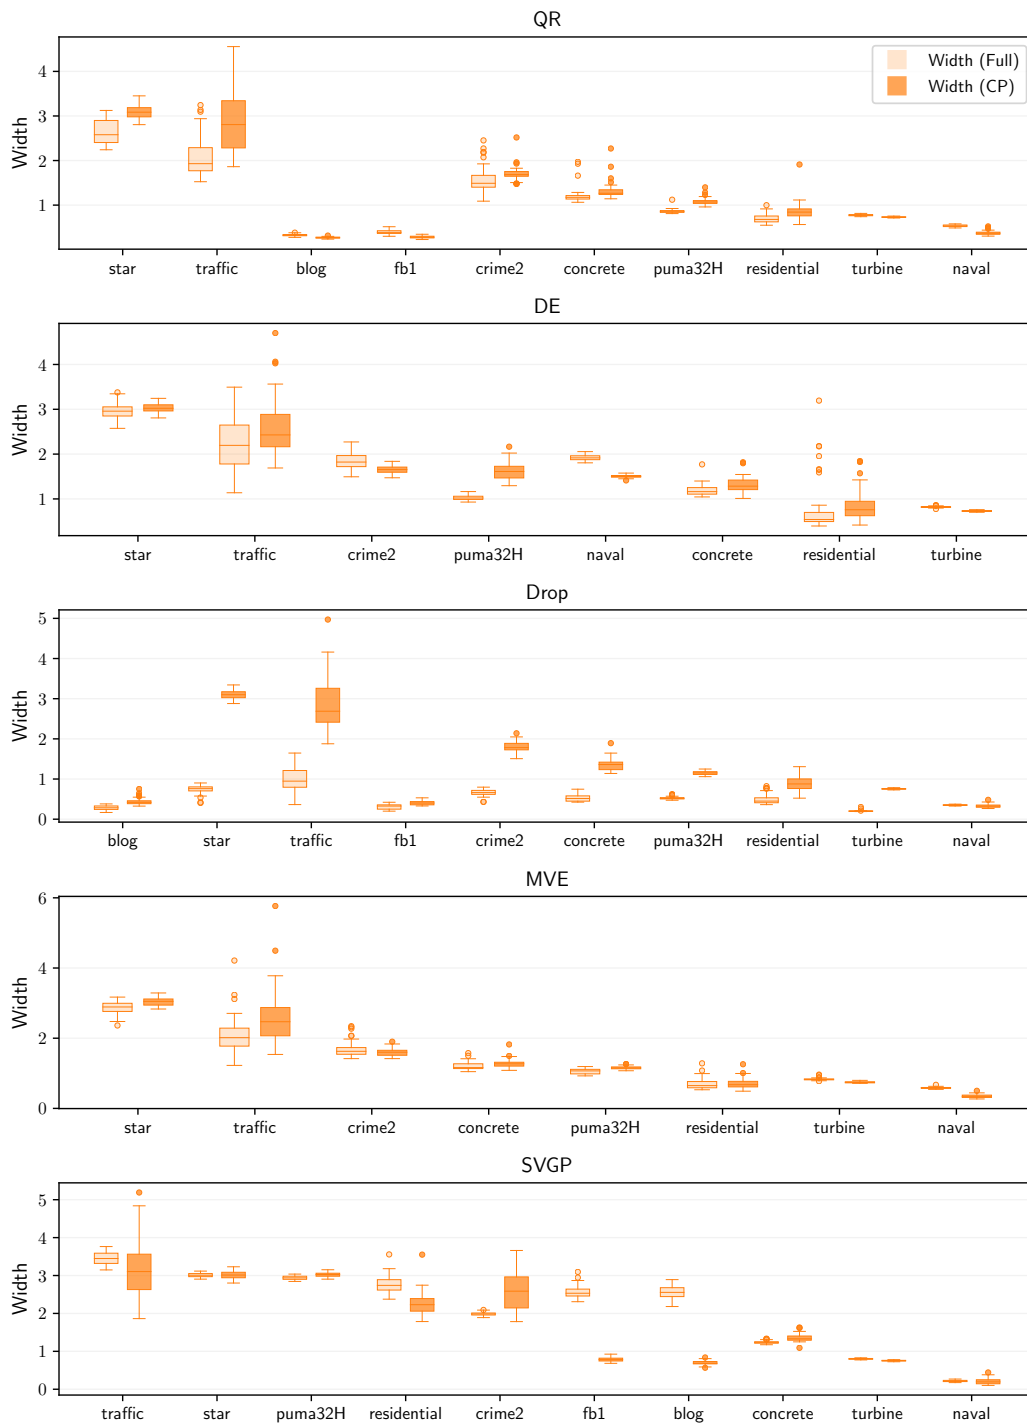 QR
Width
4
3
2
1
Width (Full)
Width (CP)
star traffic blog fb1 crime2 concrete puma32H residential turbine naval
DE
Width
4
3
2
1
star traffic crime2 puma32H naval concrete residential turbine
Drop
Width
5
4
3
2
1
0
blog star traffic fb1 crime2 concrete puma32H residential turbine naval
MVE
Width
6
4
2
0
star traffic crime2 concrete puma32H residential turbine naval
SVGP
Width
5
4
3
2
1
0
traffic star puma32H residential crime2 fb1 blog concrete turbine naval